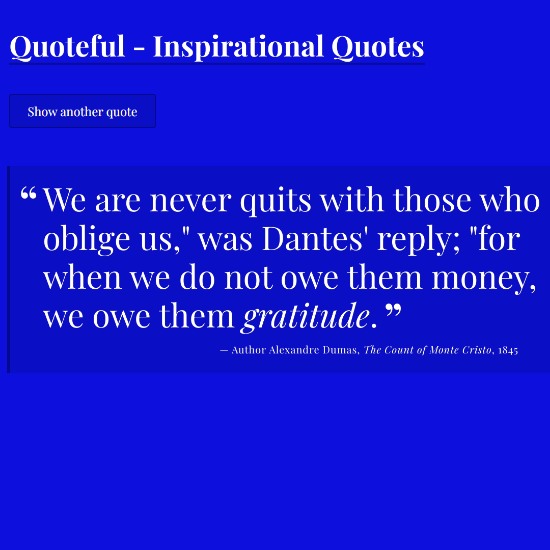 Quoteful - Inspirational Quotes
Show another quote
“We are never quits with those who
oblige us," was Dantes' reply; "for
when we do not owe them money,
we owe them gratitude.”
— Author Alexandre Dumas, The Count of Monte Cristo, 1845